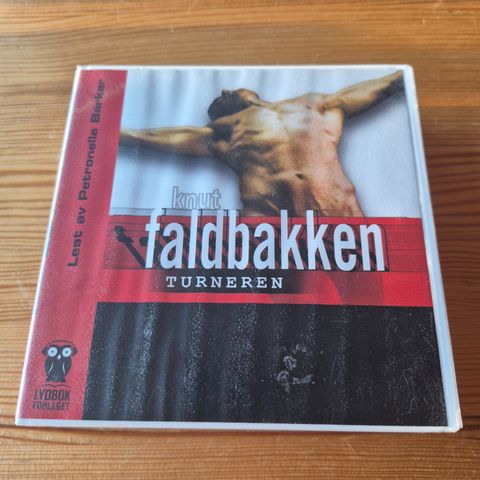 Lest av Petronella Barker
knut
faldbakken
TURNEREN
LYDBOK
FORLAGET